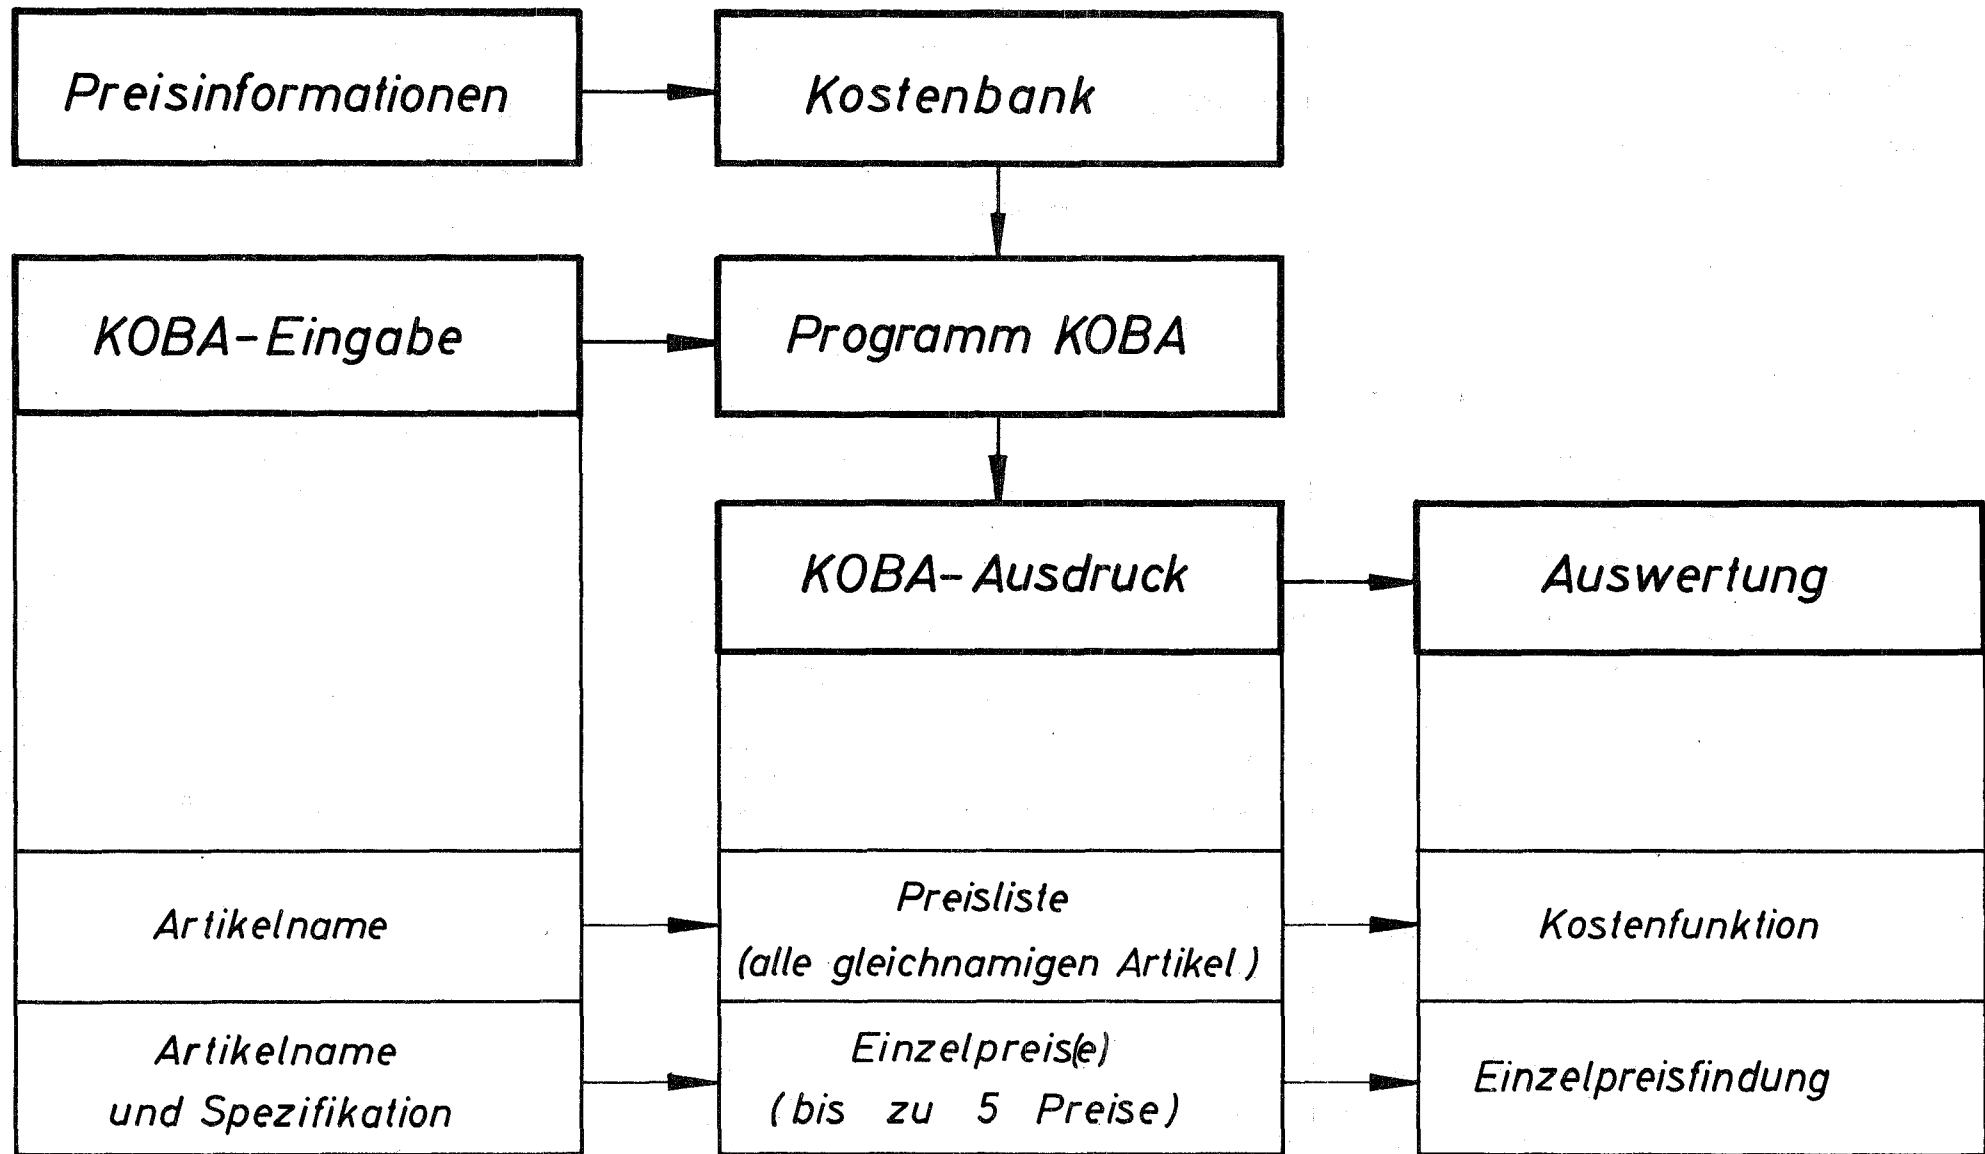 Preisinformationen
Kostenbank
KOBA-Eingabe
Programm KOBA
KOBA-Ausdruck
Auswertung
Artikelname
Preisliste
(alle gleichnamigen Artikel)
Kostenfunktion
Artikelname
und Spezifikation
Einzelpreis(e)
(bis zu 5 Preise)
Einzelpreisfindung